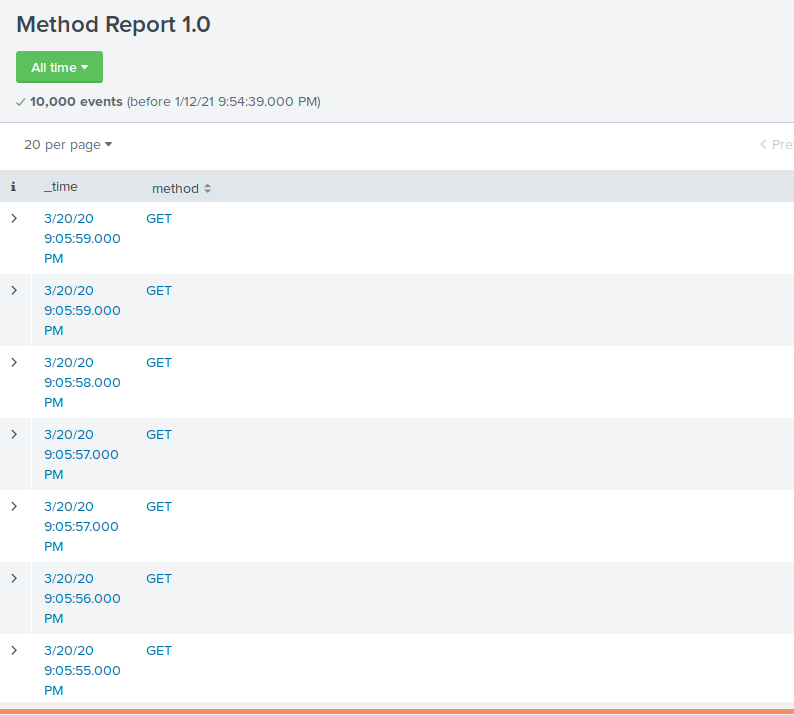 Method Report 1.0
All time
10,000 events (before 1/12/21 9:54:39.000 PM)
20 per page
< Prev
i _time method
3/20/20 GET
9:05:59.000
PM
3/20/20 GET
9:05:59.000
PM
3/20/20 GET
9:05:58.000
PM
3/20/20 GET
9:05:57.000
PM
3/20/20 GET
9:05:57.000
PM
3/20/20 GET
9:05:56.000
PM
3/20/20 GET
9:05:55.000
PM